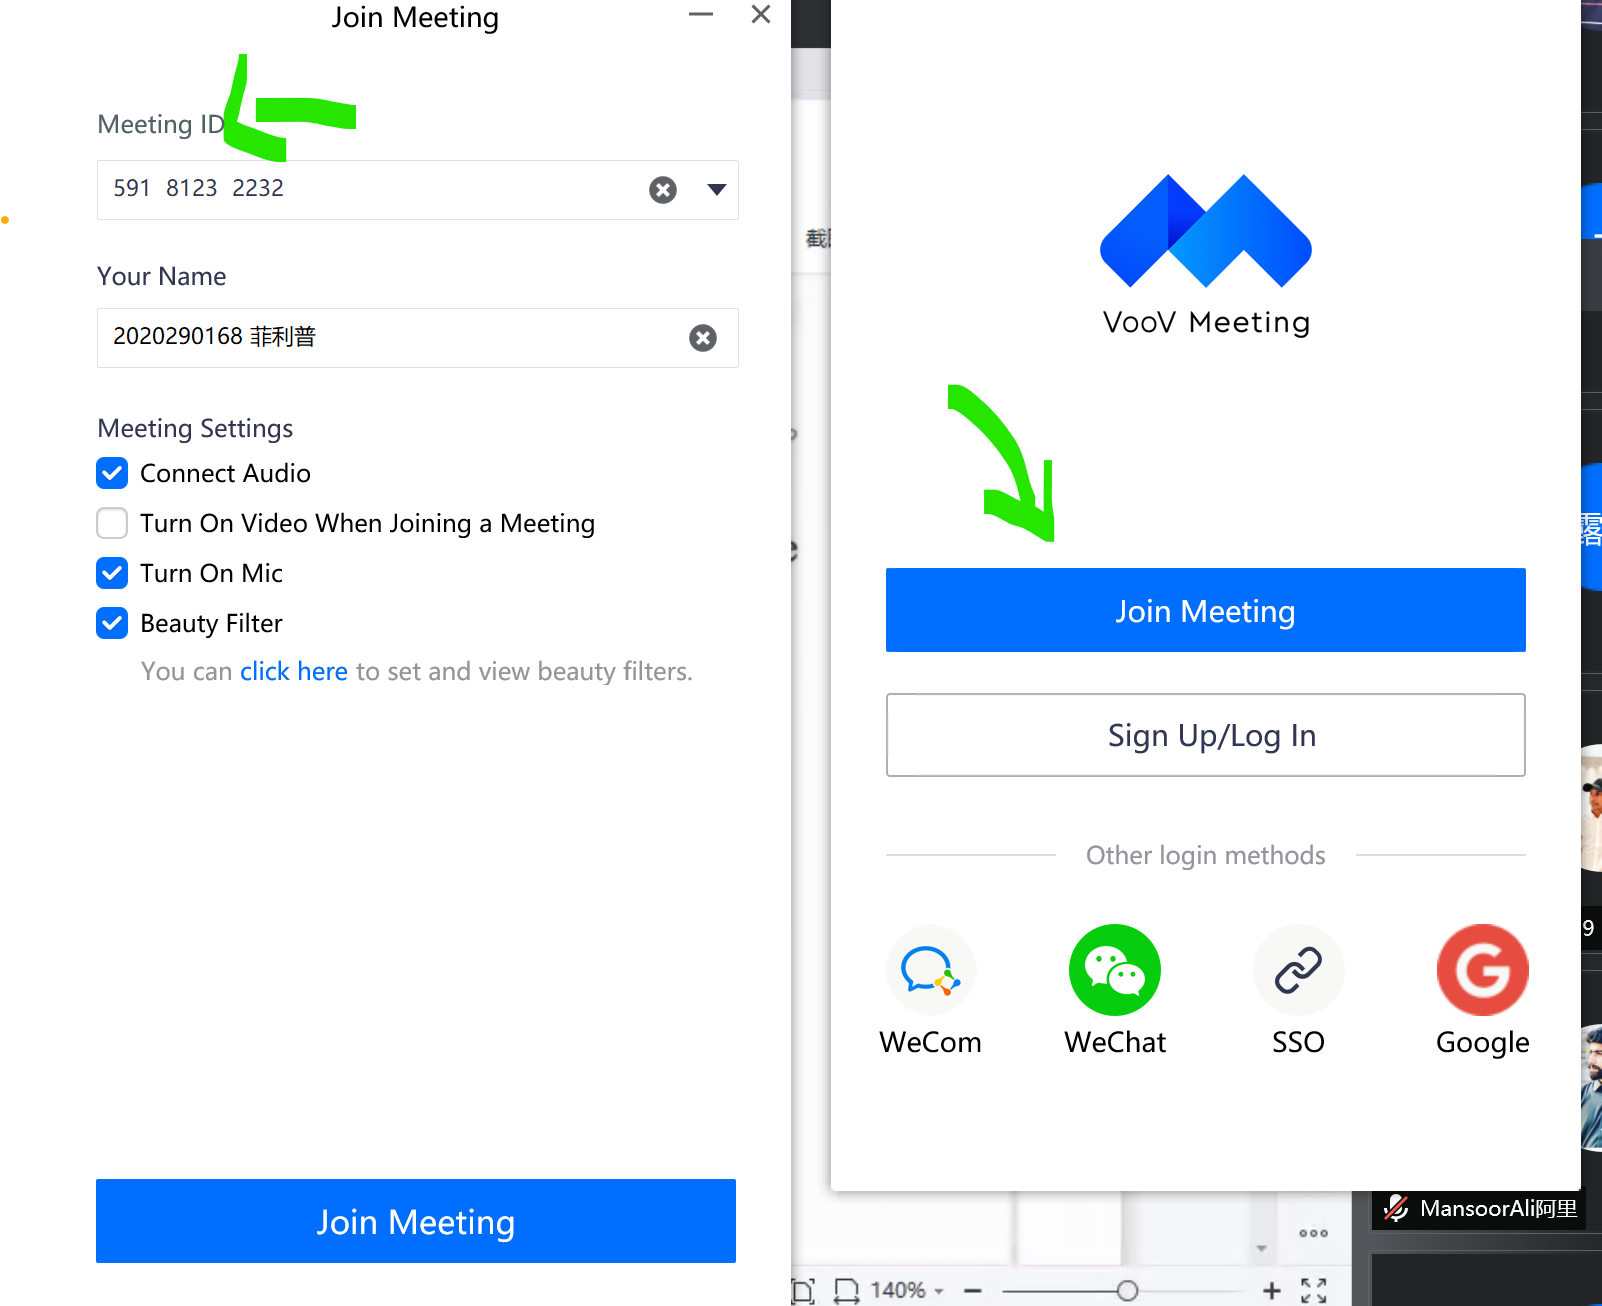 Join Meeting
Meeting ID
591 8123 2232
Your Name
2020290168 菲利普
Meeting Settings
Connect Audio
Turn On Video When Joining a Meeting
Turn On Mic
Beauty Filter
You can click here to set and view beauty filters.
Join Meeting
VooV Meeting
Join Meeting
Sign Up/Log In
Other login methods
WeCom
WeChat
SSO
Google
截
e
露
9
MansoorAli阿里
140%